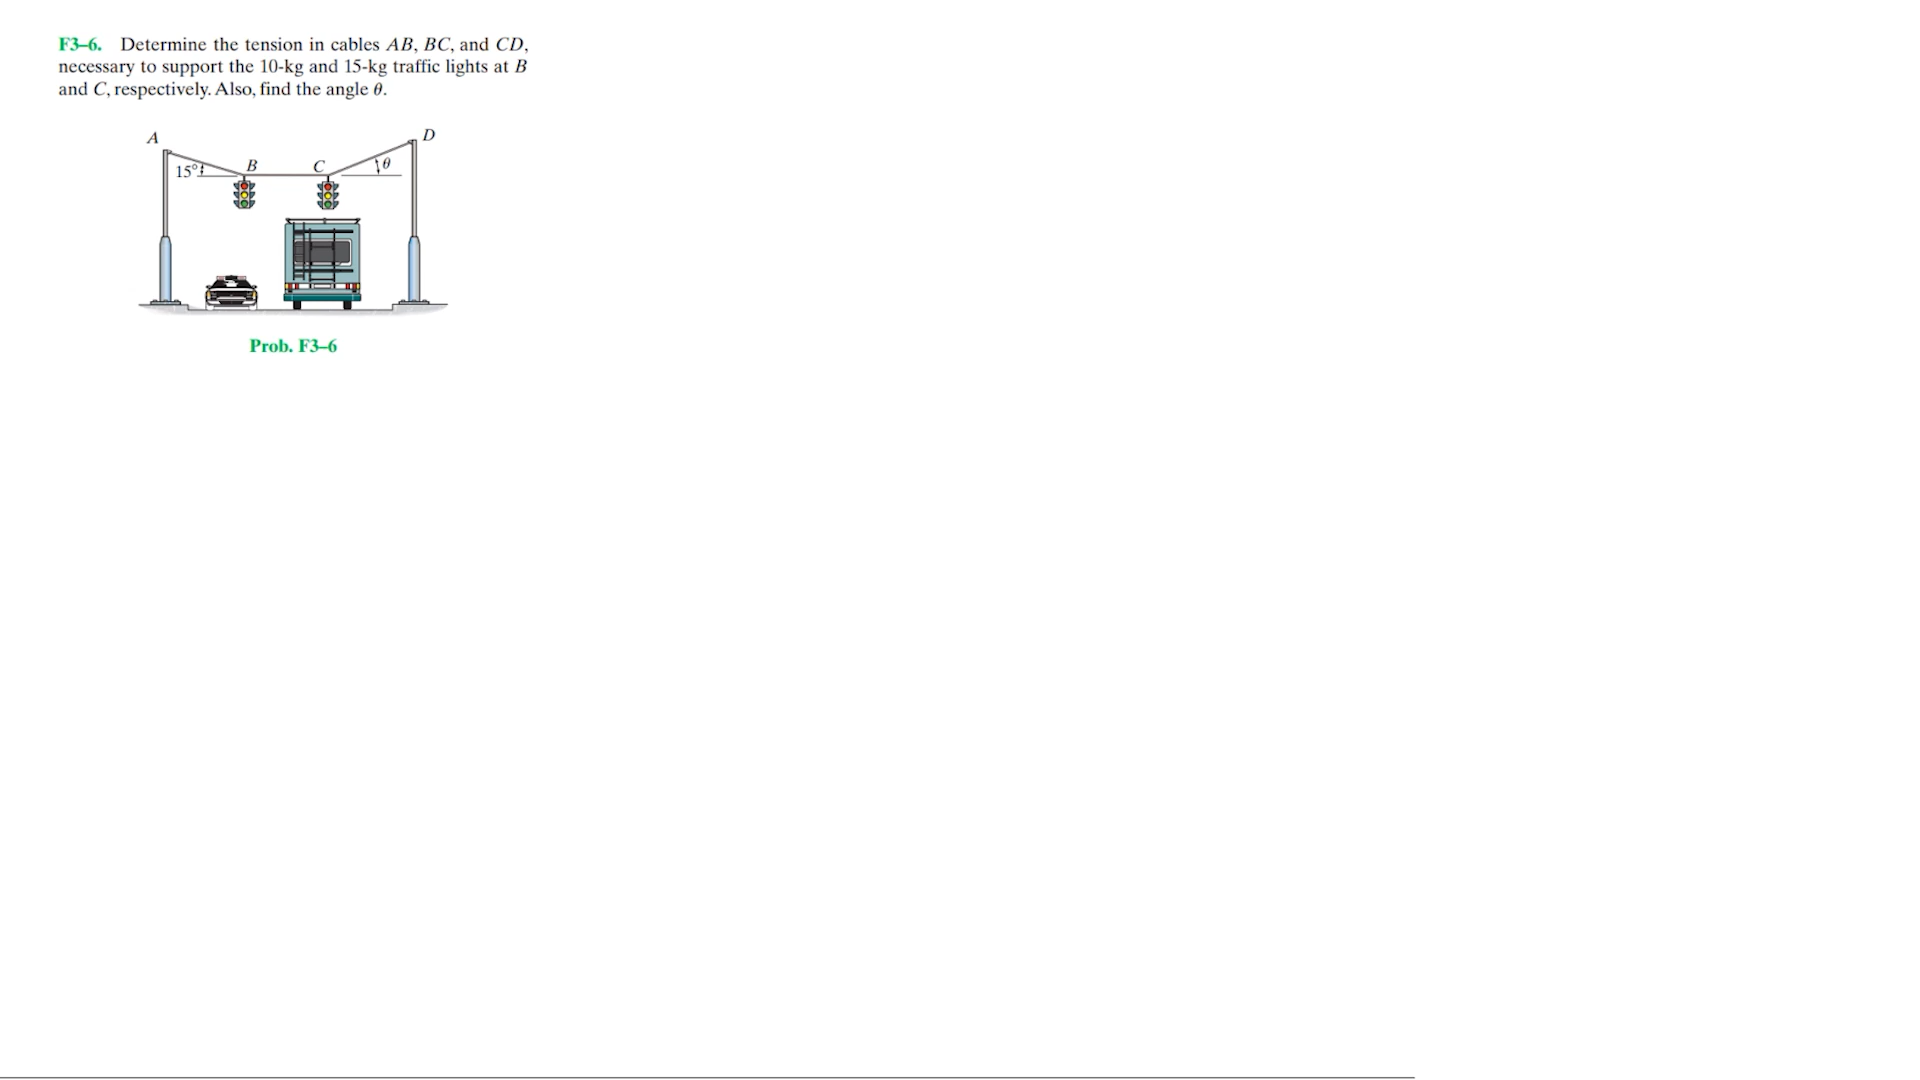 F3–6. Determine the tension in cables AB, BC, and CD,
necessary to support the 10-kg and 15-kg traffic lights at B
and C, respectively. Also, find the angle θ.
A
D
15°
B
C
θ
Prob. F3–6